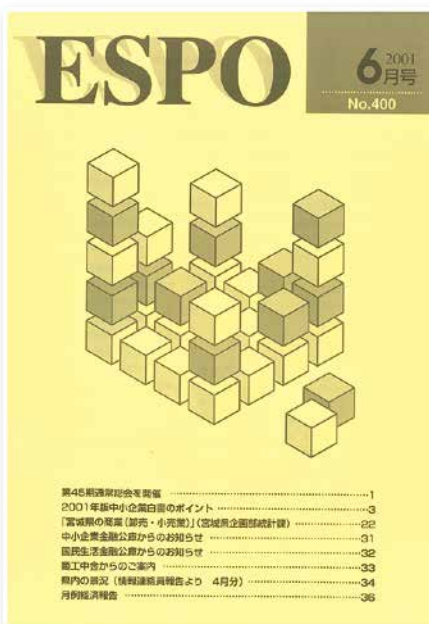 ESPO
2001
6月号
No.400
第45期通常総会を開催 1
2001年版中小企業白書のポイント 3
「宮城県の商業(卸売・小売業)」(宮城県企画部統計課) 22
中小企業金融公庫からのお知らせ 31
国民生活金融公庫からのお知らせ 32
商工中金からのご案内 33
県内の景況(情報連絡員報告より 4月分) 34
月例経済報告 36